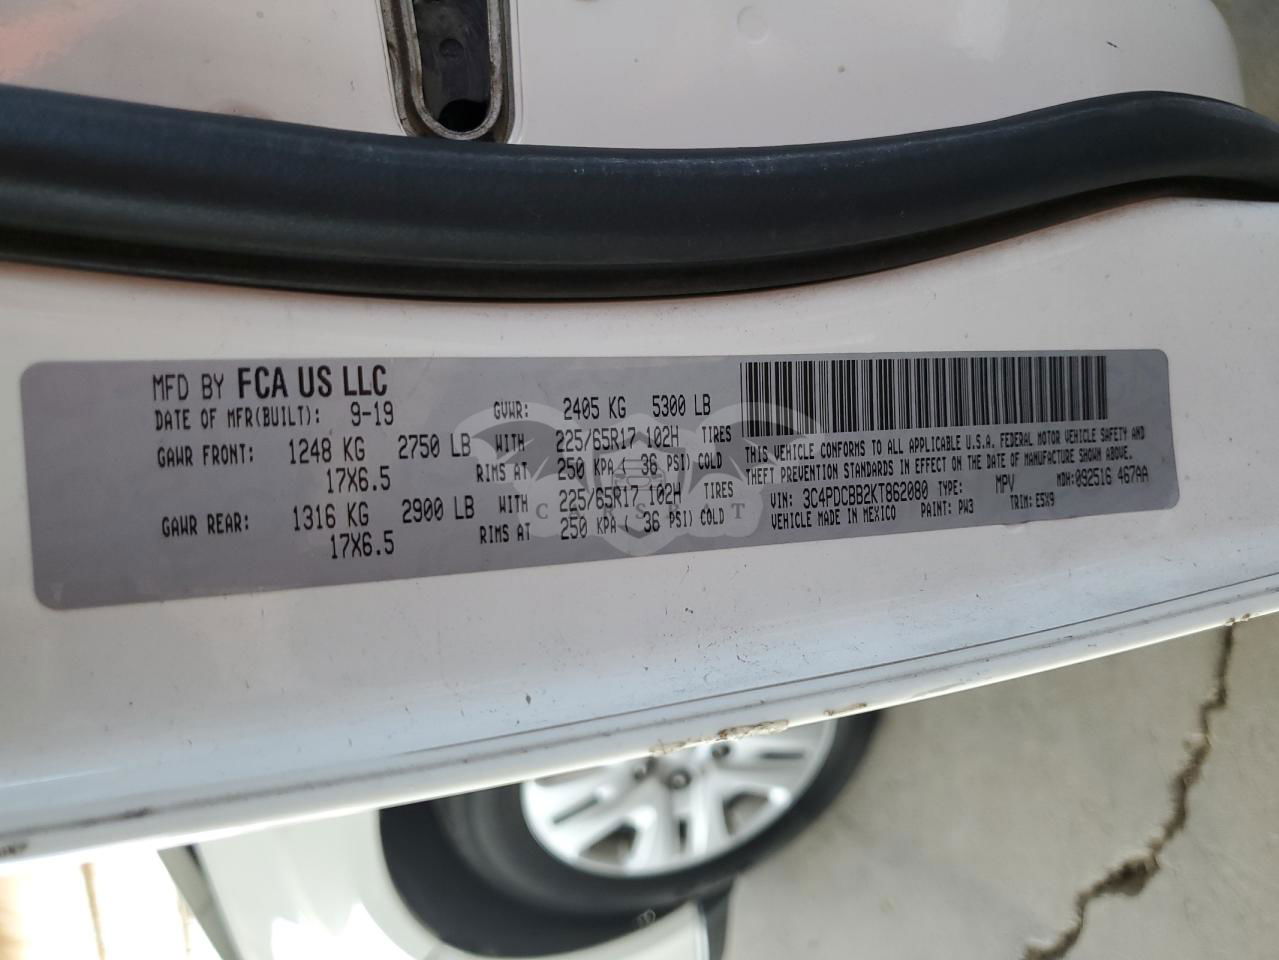 MFD BY FCA US LLC
DATE OF MFR(BUILT): 9-19 GVWR: 2405 KG 5300 LB
GAWR FRONT: 1248 KG 2750 LB WITH 225/65R17 102H TIRES
17X6.5 RIMS AT 250 KPA ( 36 PSI) COLD
GAWR REAR: 1316 KG 2900 LB WITH 225/65R17 102H TIRES
17X6.5 RIMS AT 250 KPA ( 36 PSI) COLD
THIS VEHICLE CONFORMS TO ALL APPLICABLE U.S.A. FEDERAL MOTOR VEHICLE SAFETY AND
THEFT PREVENTION STANDARDS IN EFFECT ON THE DATE OF MANUFACTURE SHOWN ABOVE.
VIN: 3C4PDCBB2KT862080 TYPE: MPV MDH:092516 467AA
VEHICLE MADE IN MEXICO PAINT: PW3 TRIM: E5X9